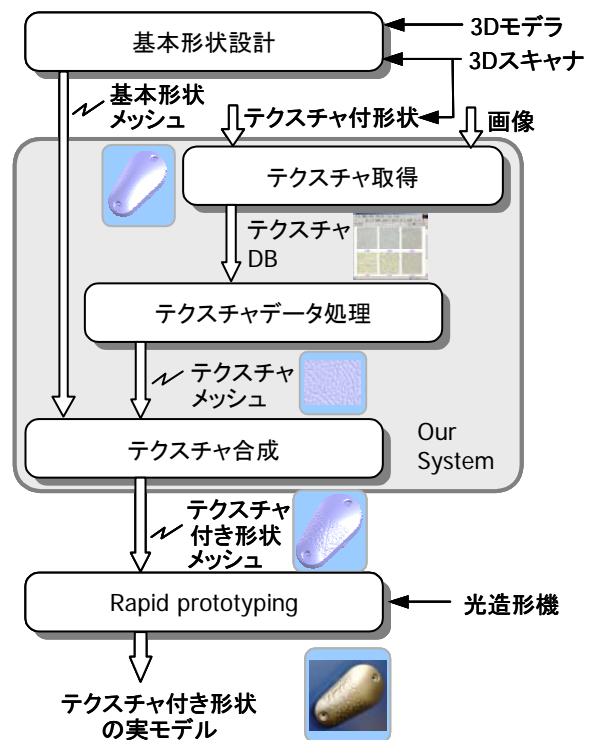 基本形状設計
3Dモデラ
3Dスキャナ
基本形状
メッシュ
テクスチャ付形状
画像
テクスチャ取得
テクスチャ
DB
テクスチャデータ処理
テクスチャ
メッシュ
テクスチャ合成
Our
System
テクスチャ
付き形状
メッシュ
Rapid prototyping
光造形機
テクスチャ付き形状
の実モデル